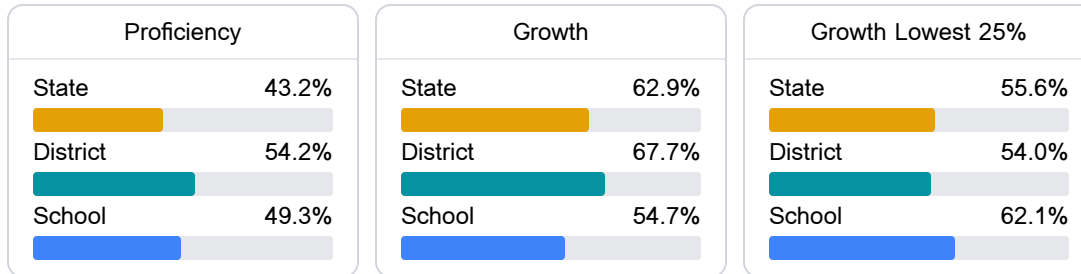 Proficiency
State 43.2%
District 54.2%
School 49.3%
Growth
State 62.9%
District 67.7%
School 54.7%
Growth Lowest 25%
State 55.6%
District 54.0%
School 62.1%